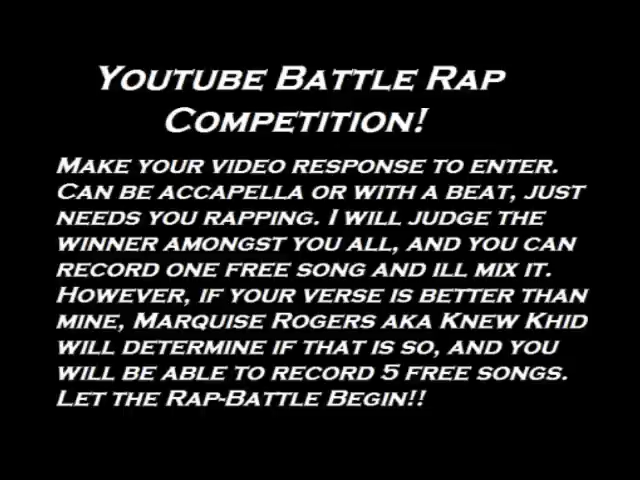 Youtube Battle Rap
Competition!
Make your video response to enter.
Can be accapella or with a beat, just
needs you rapping. I will judge the
winner amongst you all, and you can
record one free song and ill mix it.
However, if your verse is better than
mine, Marquise Rogers aka Knew Khid
will determine if that is so, and you
will be able to record 5 free songs.
Let the Rap-Battle Begin!!